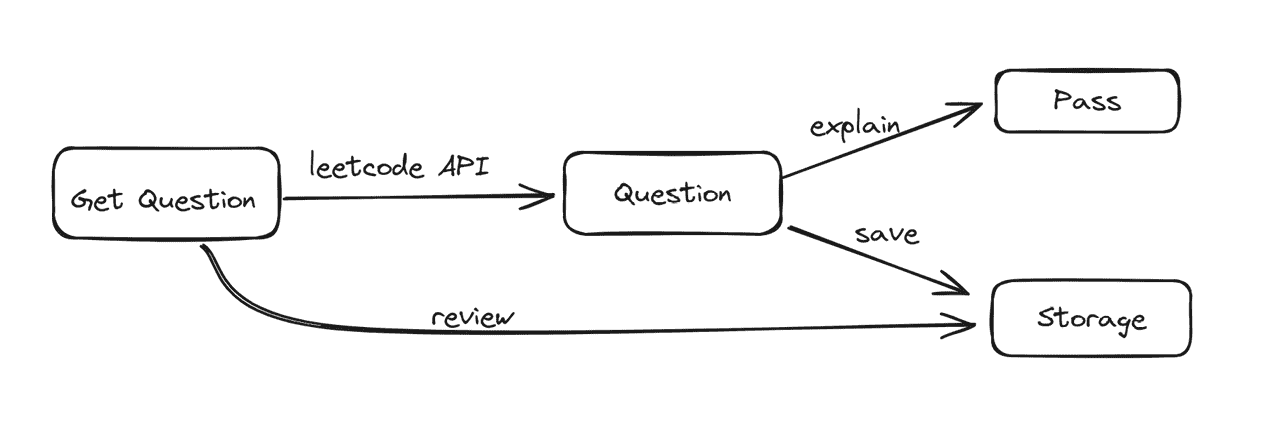 Get Question
leetcode API
Question
explain
Pass
save
Storage
review